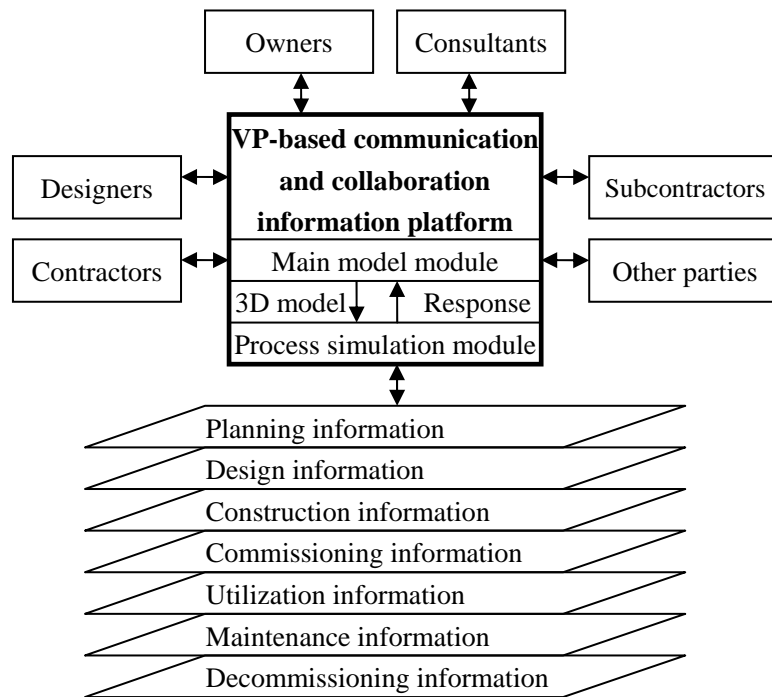 Owners
Consultants
VP-based communication
and collaboration
information platform
Designers
Subcontractors
Contractors
Main model module
Other parties
3D model
Response
Process simulation module
Planning information
Design information
Construction information
Commissioning information
Utilization information
Maintenance information
Decommissioning information